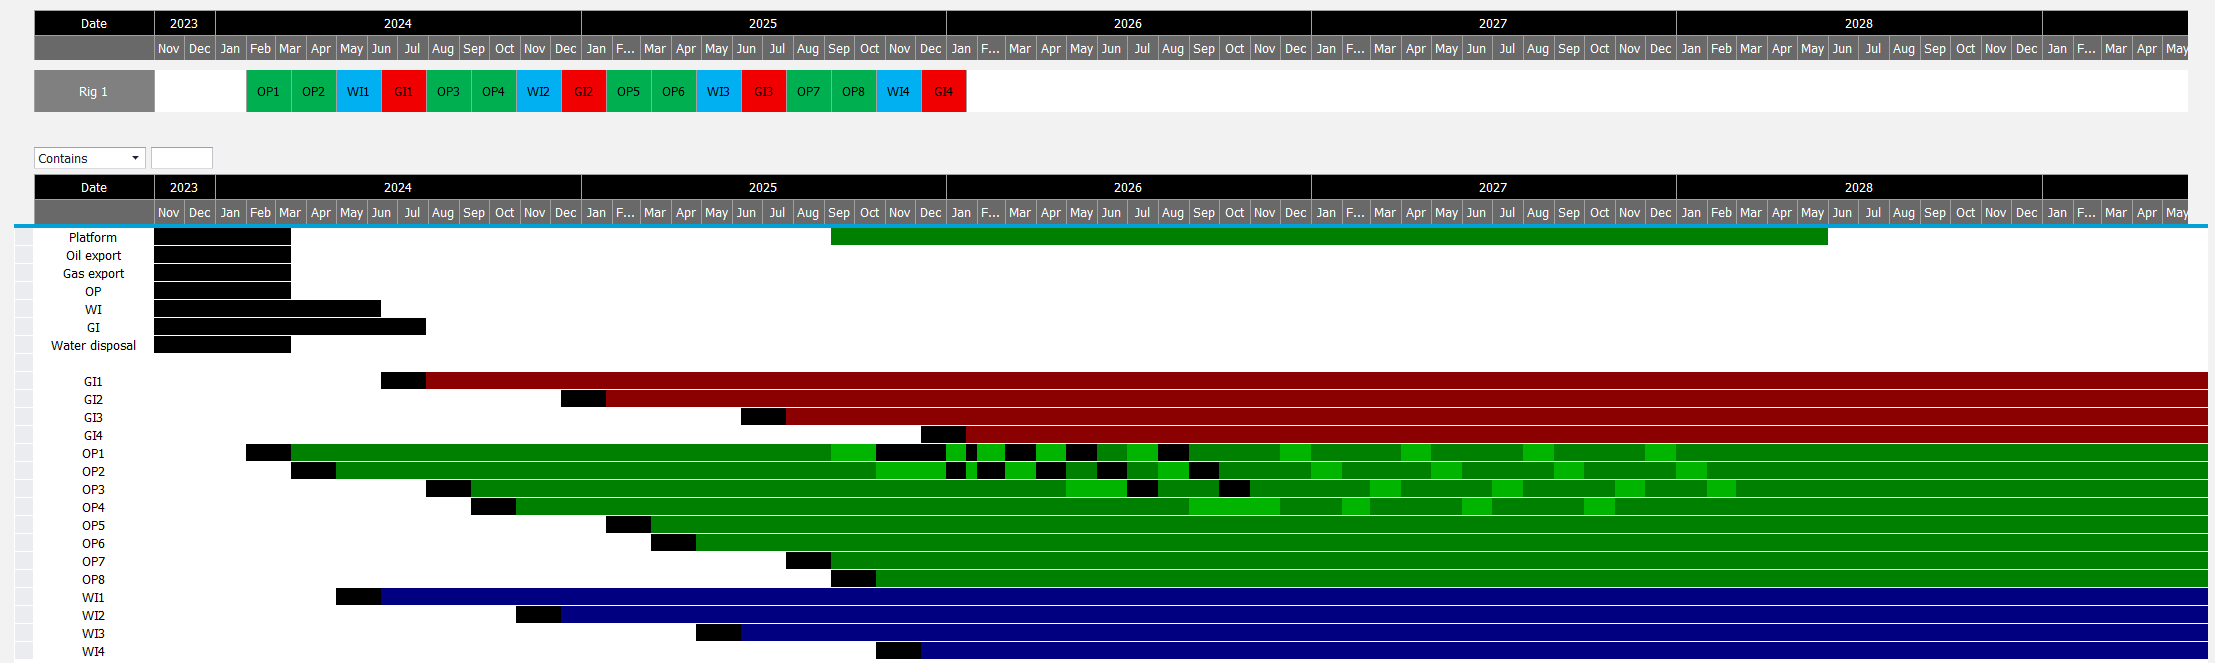 Date 2023 2024 2025 2026 2027 2028
Nov Dec Jan Feb Mar Apr May Jun Jul Aug Sep Oct Nov Dec Jan F... Mar Apr May Jun Jul Aug Sep Oct Nov Dec Jan F... Mar Apr May Jun Jul Aug Sep Oct Nov Dec Jan F... Mar Apr May Jun Jul Aug Sep Oct Nov Dec Jan Feb Mar Apr May Jun Jul Aug Sep Oct Nov Dec Jan F... Mar Apr May
Rig 1 OP1 OP2 WI1 GI1 OP3 OP4 WI2 GI2 OP5 OP6 WI3 GI3 OP7 OP8 WI4 GI4
Contains
Date 2023 2024 2025 2026 2027 2028
Nov Dec Jan Feb Mar Apr May Jun Jul Aug Sep Oct Nov Dec Jan F... Mar Apr May Jun Jul Aug Sep Oct Nov Dec Jan F... Mar Apr May Jun Jul Aug Sep Oct Nov Dec Jan F... Mar Apr May Jun Jul Aug Sep Oct Nov Dec Jan Feb Mar Apr May Jun Jul Aug Sep Oct Nov Dec Jan F... Mar Apr May
Platform
Oil export
Gas export
OP
WI
GI
Water disposal
GI1
GI2
GI3
GI4
OP1
OP2
OP3
OP4
OP5
OP6
OP7
OP8
WI1
WI2
WI3
WI4